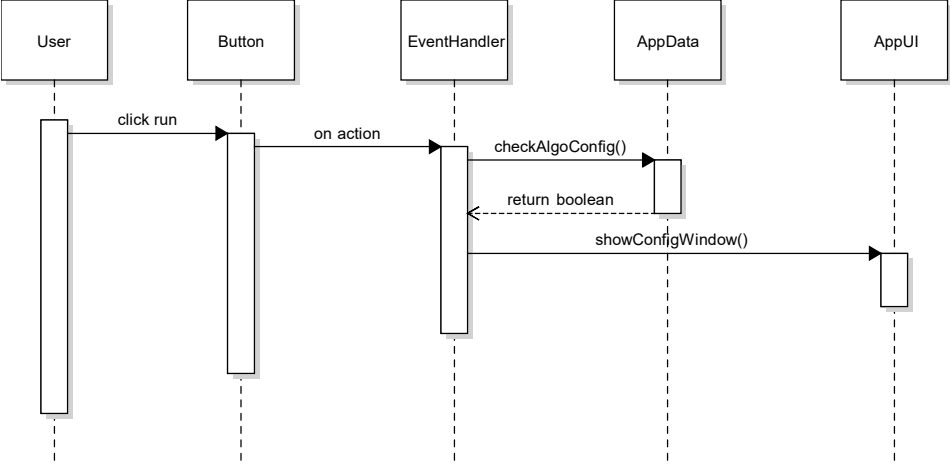 User
Button
EventHandler
AppData
AppUI
click run
on action
checkAlgoConfig()
return boolean
showConfigWindow()